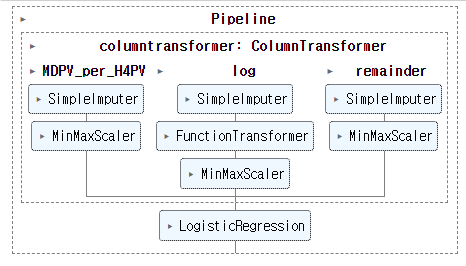 ▸ Pipeline
▸ columntransformer: ColumnTransformer
▸ MDPV_per_H4PV ▸ log ▸ remainder
▸ SimpleImputer ▸ SimpleImputer ▸ SimpleImputer
▸ MinMaxScaler ▸ FunctionTransformer ▸ MinMaxScaler
▸ MinMaxScaler
▸ LogisticRegression